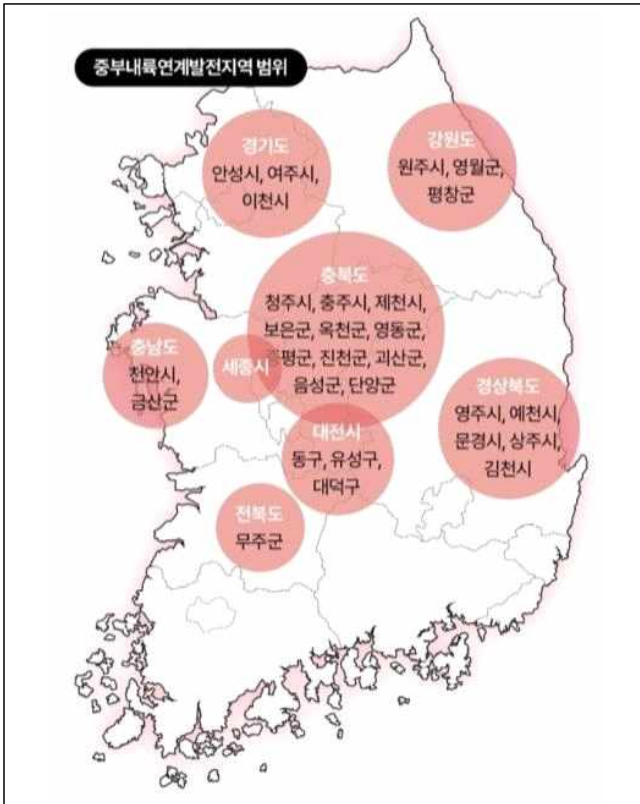 중부내륙연계발전지역 범위
경기도
안성시, 여주시,
이천시
강원도
원주시, 영월군,
평창군
충북도
청주시, 충주시, 제천시,
보은군, 옥천군, 영동군,
증평군, 진천군, 괴산군,
음성군, 단양군
충남도
천안시,
금산군
세종시
경상북도
영주시, 예천시,
문경시, 상주시,
김천시
대전시
동구, 유성구,
대덕구
전북도
무주군